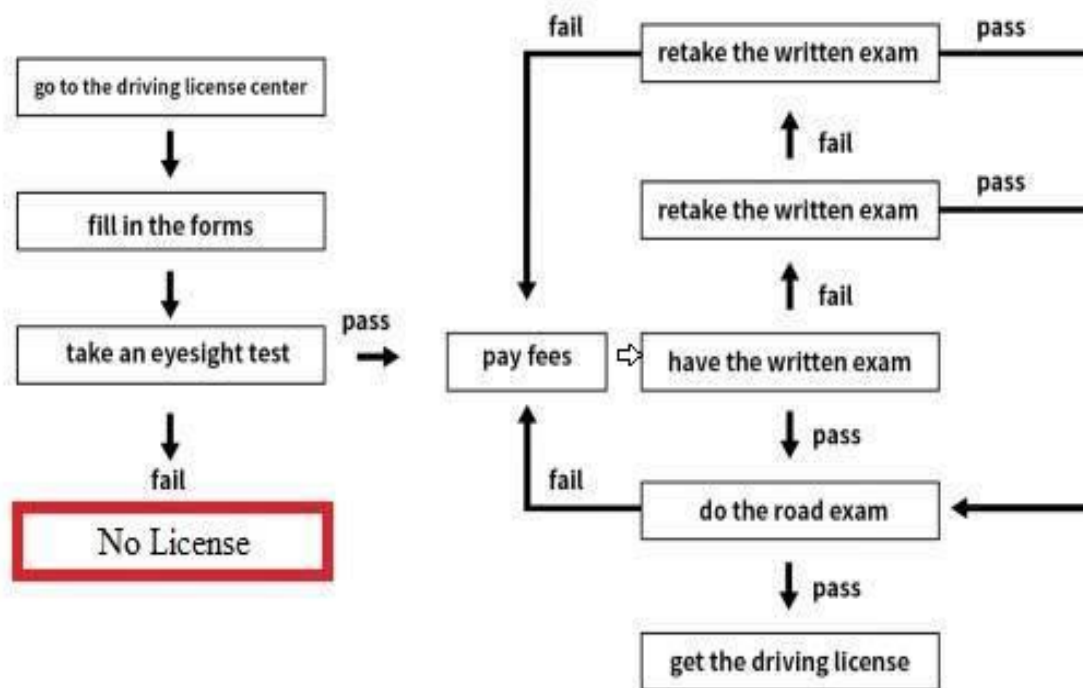 go to the driving license center
fill in the forms
take an eyesight test
pass
fail
No License
fail
retake the written exam
pass
fail
retake the written exam
pass
fail
pay fees
have the written exam
pass
fail
do the road exam
pass
get the driving license